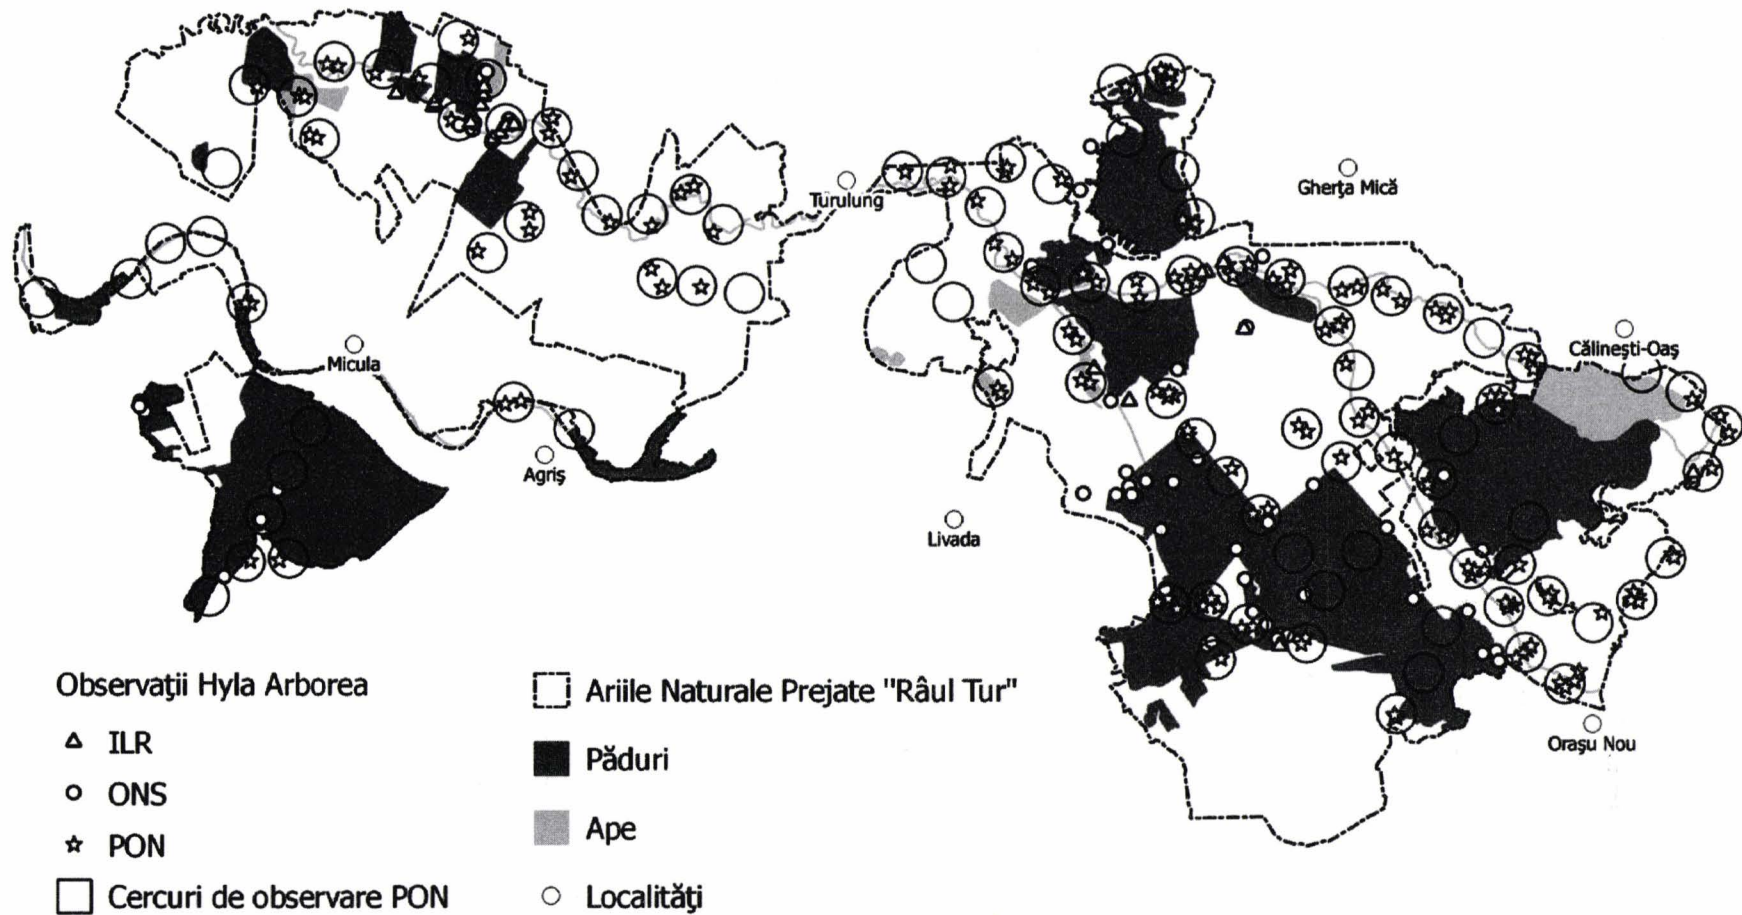 Turulung
Gherţa Mică
Micula
Călineşti-Oaş
Agriş
Livada
Oraşu Nou
Observaţii Hyla Arborea
ILR
ONS
PON
Cercuri de observare PON
Ariile Naturale Prejate "Râul Tur"
Păduri
Ape
Localităţi